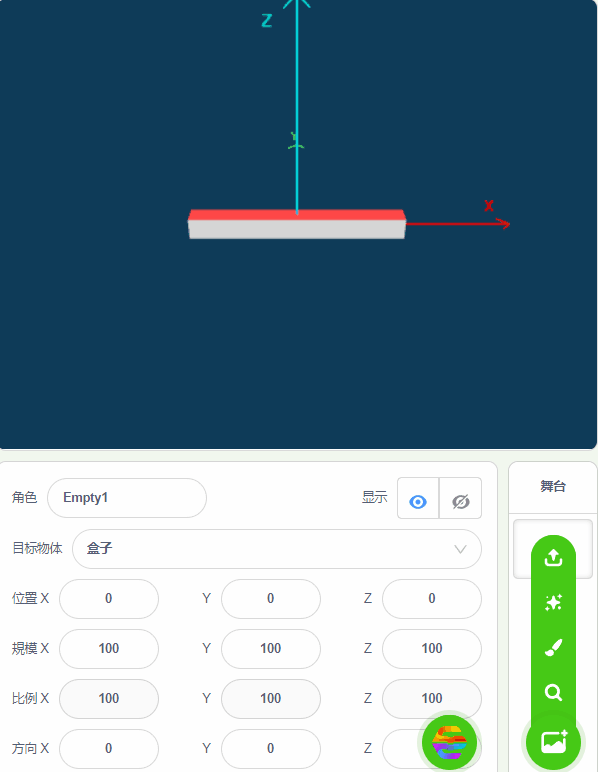 Z
Y
X
角色 Empty1 显示
舞台
目标物体 盒子
位置 X 0 Y 0 Z 0
规模 X 100 Y 100 Z 100
比例 X 100 Y 100 Z 100
方向 X 0 Y 0 Z